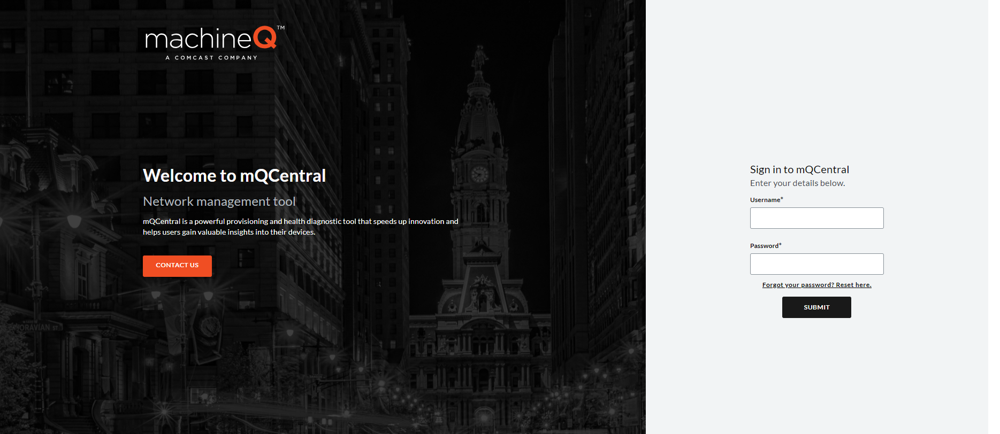 machineQ™
A COMCAST COMPANY
Welcome to mQCentral
Network management tool
mQCentral is a powerful provisioning and health diagnostic tool that speeds up innovation and
helps users gain valuable insights into their devices.
CONTACT US
MORAVIAN ST.
Sign in to mQCentral
Enter your details below.
Username*
Password*
Forgot your password? Reset here.
SUBMIT